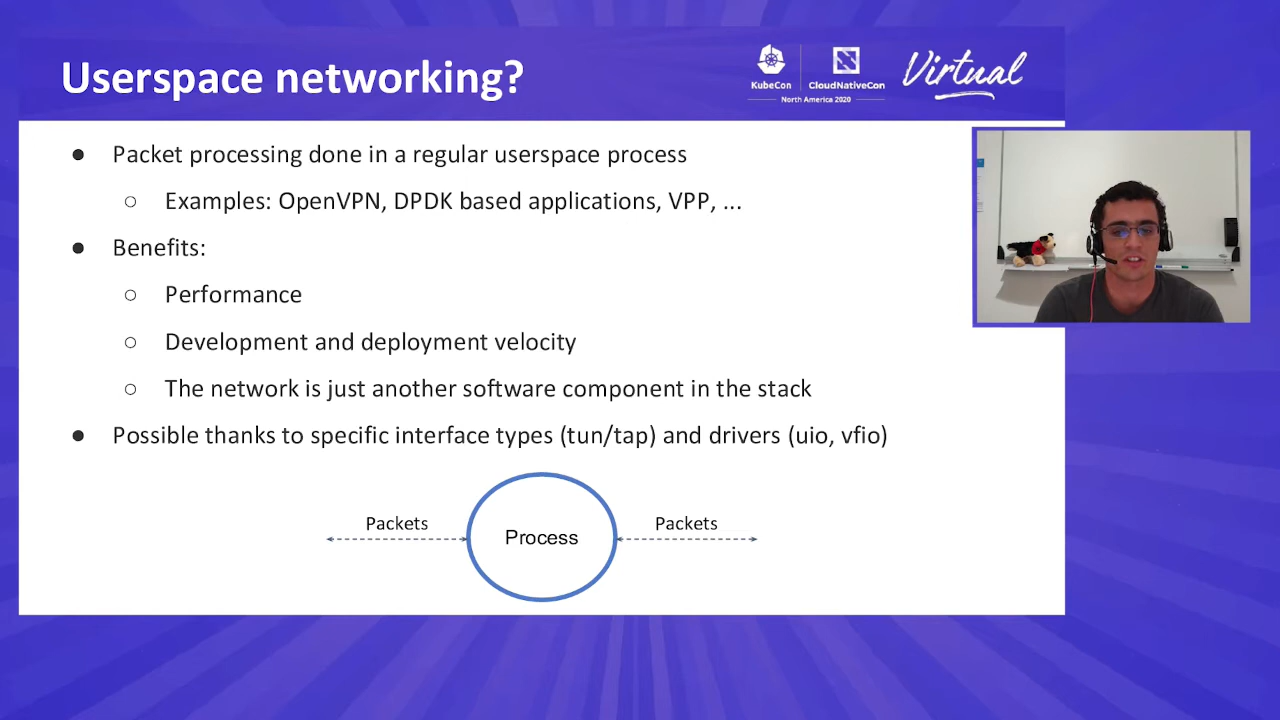 Userspace networking?
KubeCon
CloudNativeCon
North America 2020
Virtual
● Packet processing done in a regular userspace process
○ Examples: OpenVPN, DPDK based applications, VPP, ...
● Benefits:
○ Performance
○ Development and deployment velocity
○ The network is just another software component in the stack
● Possible thanks to specific interface types (tun/tap) and drivers (uio, vfio)
Packets
Process
Packets